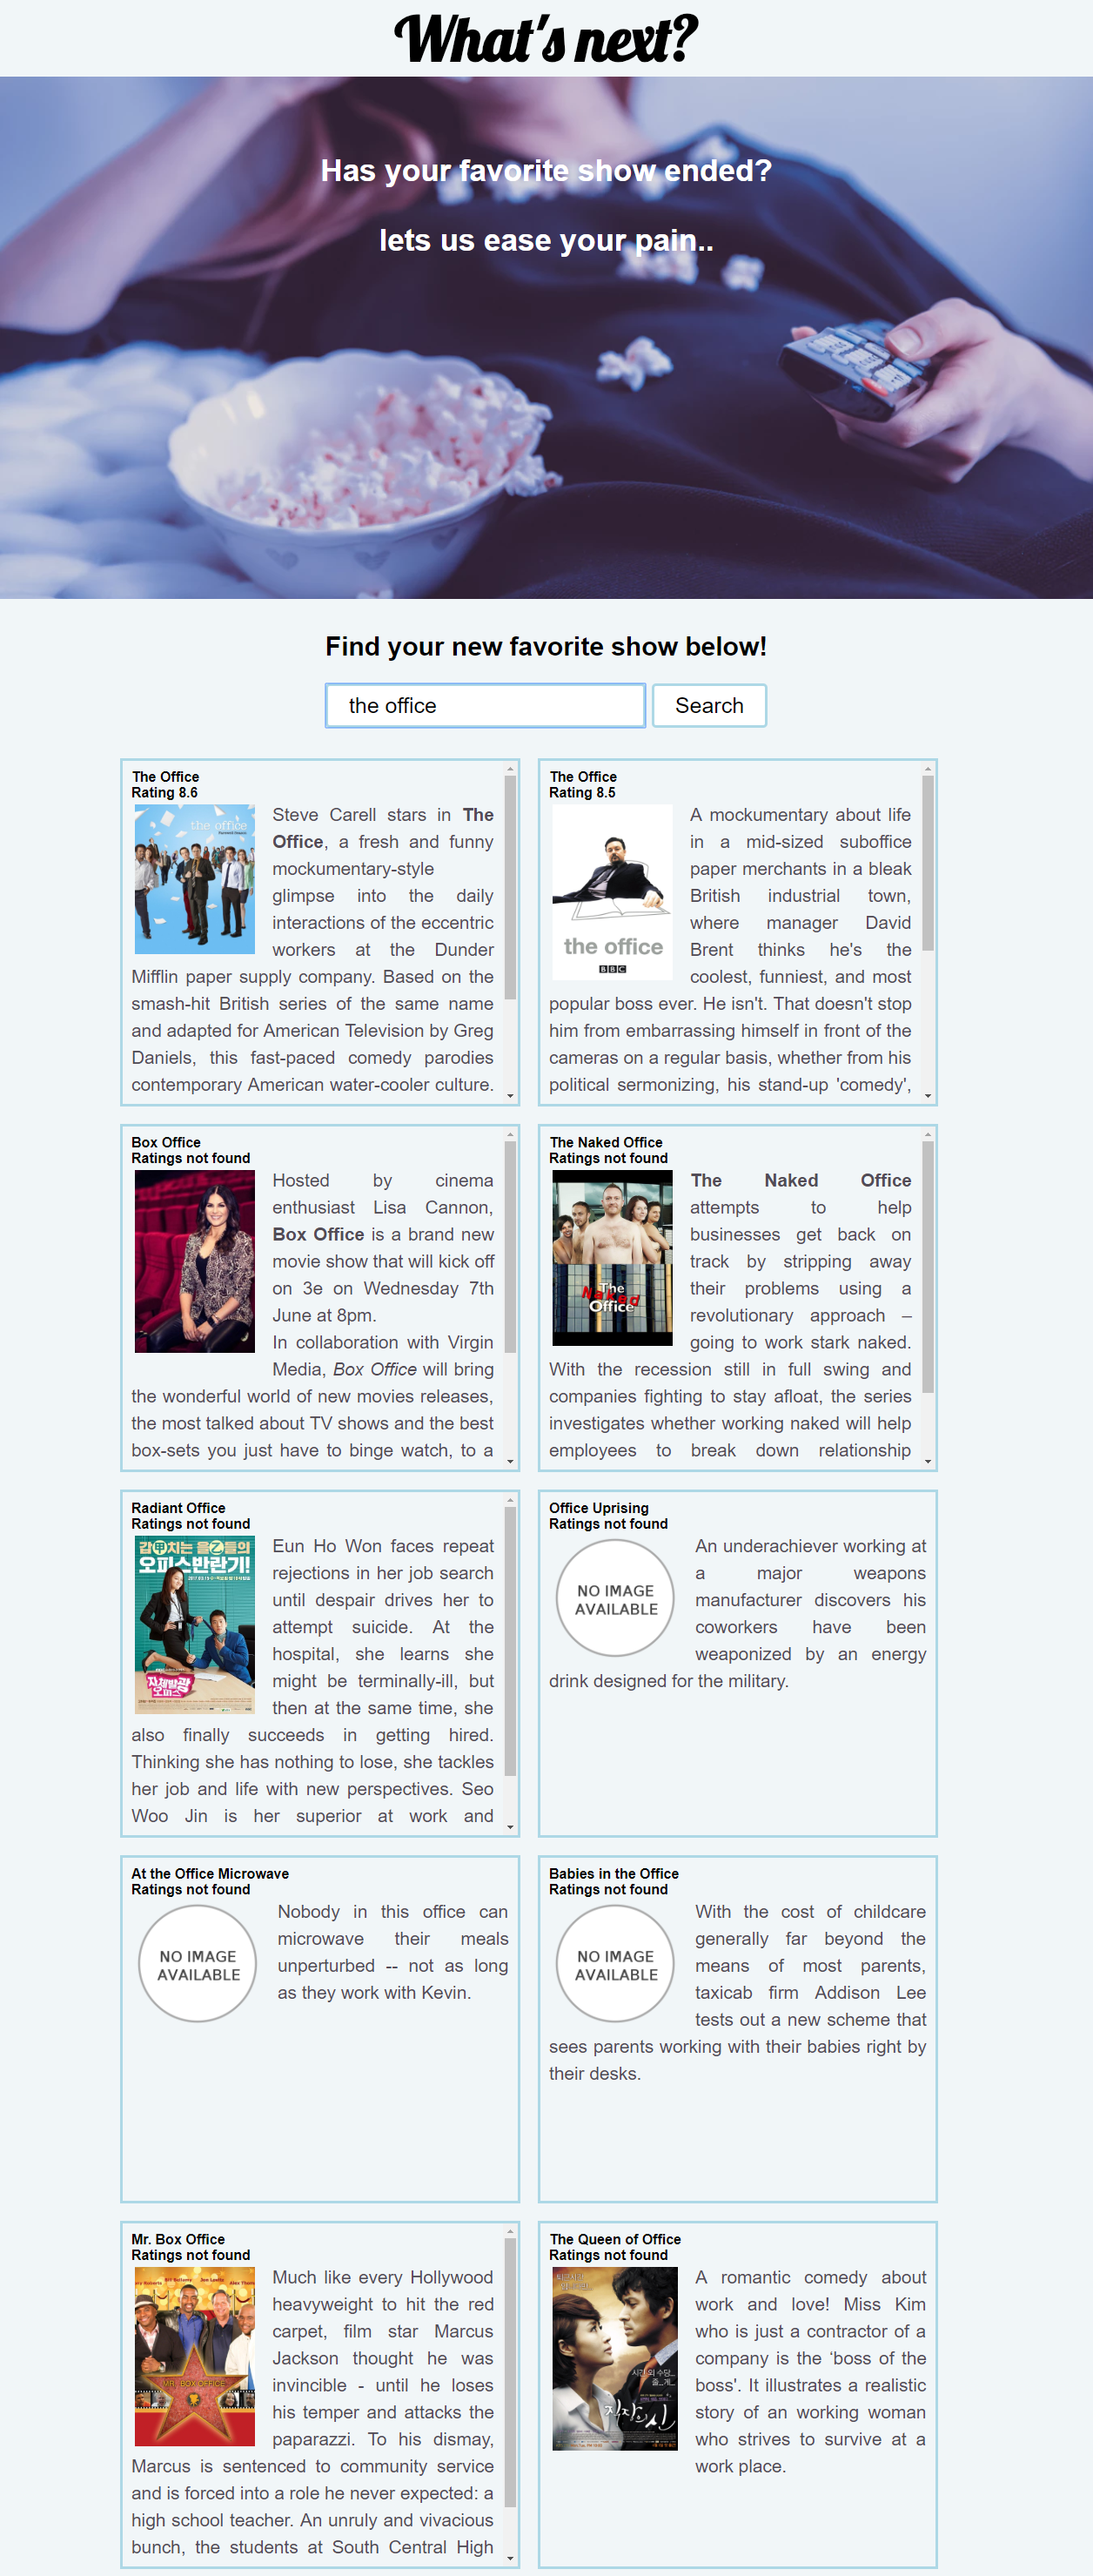 What's next?
Has your favorite show ended?
lets us ease your pain..
Find your new favorite show below!
the office
Search
The Office
Rating 8.6
the office
Steve Carell stars in The
Office, a fresh and funny
mockumentary-style
glimpse into the daily
interactions of the eccentric
workers at the Dunder
Mifflin paper supply company. Based on the
smash-hit British series of the same name
and adapted for American Television by Greg
Daniels, this fast-paced comedy parodies
contemporary American water-cooler culture.
The Office
Rating 8.5
the office
BBC
A mockumentary about life
in a mid-sized suboffice
paper merchants in a bleak
British industrial town,
where manager David
Brent thinks he's the
coolest, funniest, and most
popular boss ever. He isn't. That doesn't stop
him from embarrassing himself in front of the
cameras on a regular basis, whether from his
political sermonizing, his stand-up 'comedy',
Box Office
Ratings not found
Hosted by cinema
enthusiast Lisa Cannon,
Box Office is a brand new
movie show that will kick off
on 3e on Wednesday 7th
June at 8pm.
In collaboration with Virgin
Media, Box Office will bring
the wonderful world of new movies releases,
the most talked about TV shows and the best
box-sets you just have to binge watch, to a
The Naked Office
Ratings not found
The
Naked
Office
The Naked Office
attempts to help
businesses get back on
track by stripping away
their problems using a
revolutionary approach –
going to work stark naked.
With the recession still in full swing and
companies fighting to stay afloat, the series
investigates whether working naked will help
employees to break down relationship
Radiant Office
Ratings not found
갑甲치는 을乙들의
오피스반란기!
자체발광
오피스
Eun Ho Won faces repeat
rejections in her job search
until despair drives her to
attempt suicide. At the
hospital, she learns she
might be terminally-ill, but
then at the same time, she
also finally succeeds in getting hired.
Thinking she has nothing to lose, she tackles
her job and life with new perspectives. Seo
Woo Jin is her superior at work and
Office Uprising
Ratings not found
NO IMAGE
AVAILABLE
An underachiever working at
a major weapons
manufacturer discovers his
coworkers have been
weaponized by an energy
drink designed for the military.
At the Office Microwave
Ratings not found
NO IMAGE
AVAILABLE
Nobody in this office can
microwave their meals
unperturbed -- not as long
as they work with Kevin.
Babies in the Office
Ratings not found
NO IMAGE
AVAILABLE
With the cost of childcare
generally far beyond the
means of most parents,
taxicab firm Addison Lee
tests out a new scheme that
sees parents working with their babies right by
their desks.
Mr. Box Office
Ratings not found
MR. BOX OFFICE
Much like every Hollywood
heavyweight to hit the red
carpet, film star Marcus
Jackson thought he was
invincible - until he loses
his temper and attacks the
paparazzi. To his dismay,
Marcus is sentenced to community service
and is forced into a role he never expected: a
high school teacher. An unruly and vivacious
bunch, the students at South Central High
The Queen of Office
Ratings not found
직장의 신
A romantic comedy about
work and love! Miss Kim
who is just a contractor of a
company is the ‘boss of the
boss'. It illustrates a realistic
story of an working woman
who strives to survive at a
work place.